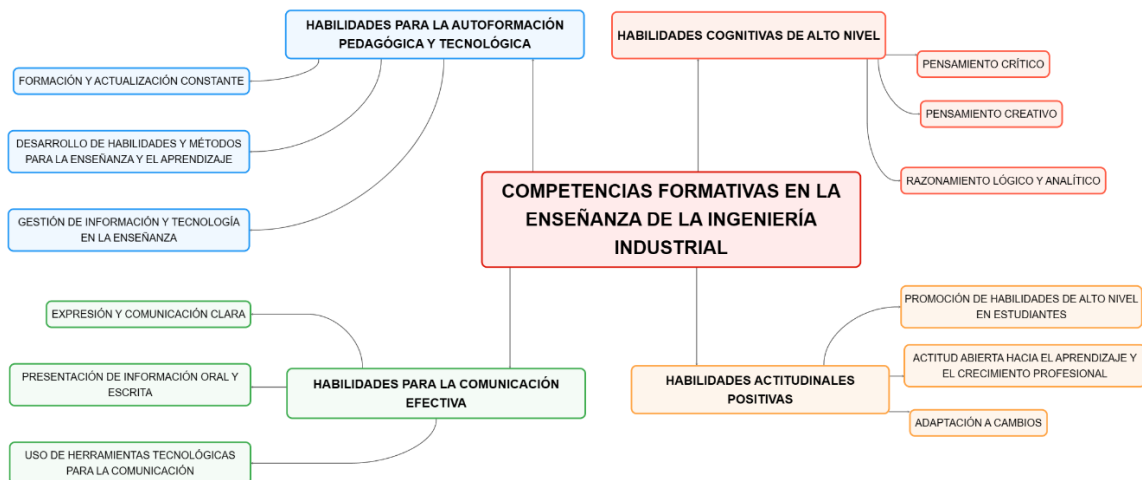 HABILIDADES PARA LA AUTOFORMACIÓN
PEDAGÓGICA Y TECNOLÓGICA
FORMACIÓN Y ACTUALIZACIÓN CONSTANTE
DESARROLLO DE HABILIDADES Y MÉTODOS
PARA LA ENSEÑANZA Y EL APRENDIZAJE
GESTIÓN DE INFORMACIÓN Y TECNOLOGÍA
EN LA ENSEÑANZA
HABILIDADES COGNITIVAS DE ALTO NIVEL
PENSAMIENTO CRÍTICO
PENSAMIENTO CREATIVO
RAZONAMIENTO LÓGICO Y ANALÍTICO
COMPETENCIAS FORMATIVAS EN LA
ENSEÑANZA DE LA INGENIERÍA
INDUSTRIAL
EXPRESIÓN Y COMUNICACIÓN CLARA
PRESENTACIÓN DE INFORMACIÓN ORAL Y
ESCRITA
USO DE HERRAMIENTAS TECNOLÓGICAS
PARA LA COMUNICACIÓN
HABILIDADES PARA LA COMUNICACIÓN
EFECTIVA
HABILIDADES ACTITUDINALES
POSITIVAS
PROMOCIÓN DE HABILIDADES DE ALTO NIVEL
EN ESTUDIANTES
ACTITUD ABIERTA HACIA EL APRENDIZAJE Y
EL CRECIMIENTO PROFESIONAL
ADAPTACIÓN A CAMBIOS